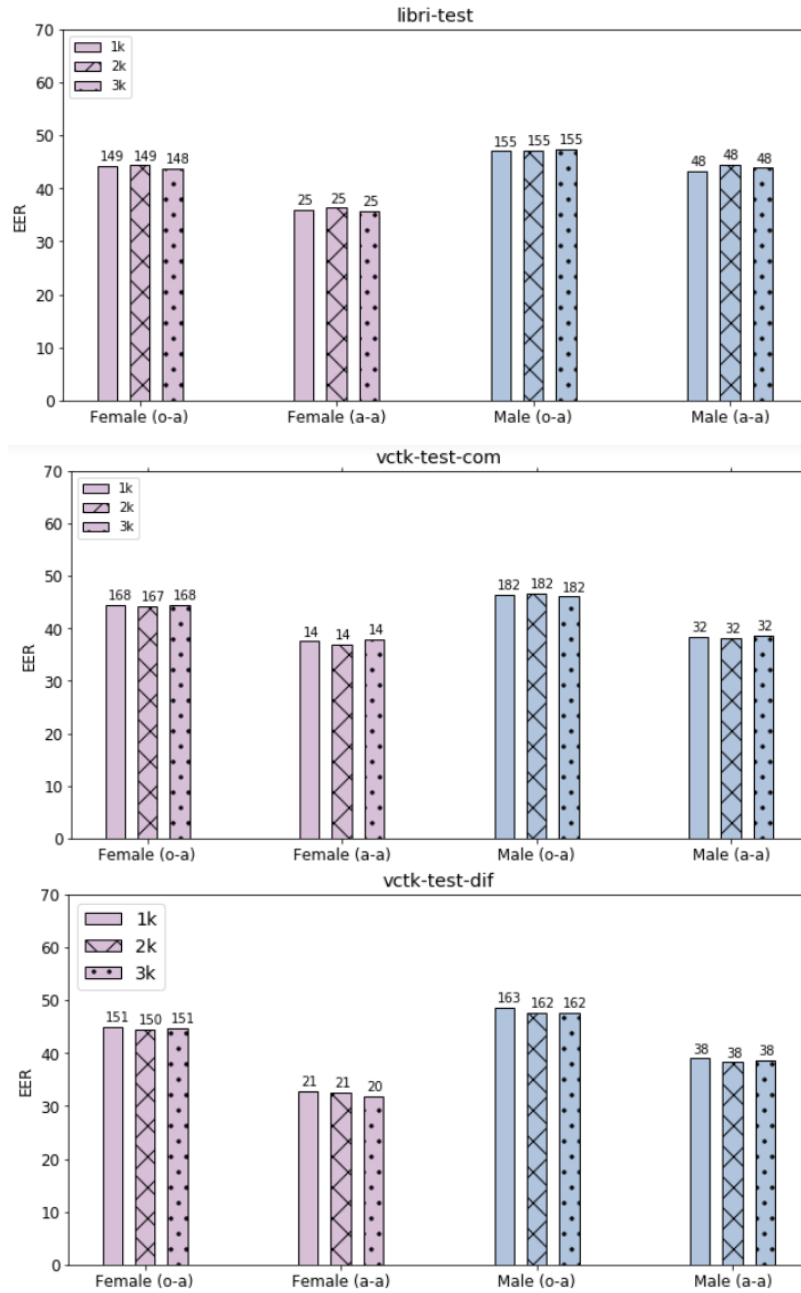 libri-test
70
60
50
40
30
20
10
0
EER
1k
2k
3k
149 149 148
25 25 25
155 155 155
48 48 48
Female (o-a) Female (a-a) Male (o-a) Male (a-a)
vctk-test-com
70
60
50
40
30
20
10
0
EER
1k
2k
3k
168 167 168
14 14 14
182 182 182
32 32 32
Female (o-a) Female (a-a) Male (o-a) Male (a-a)
vctk-test-dif
70
60
50
40
30
20
10
0
EER
1k
2k
3k
151 150 151
21 21 20
163 162 162
38 38 38
Female (o-a) Female (a-a) Male (o-a) Male (a-a)